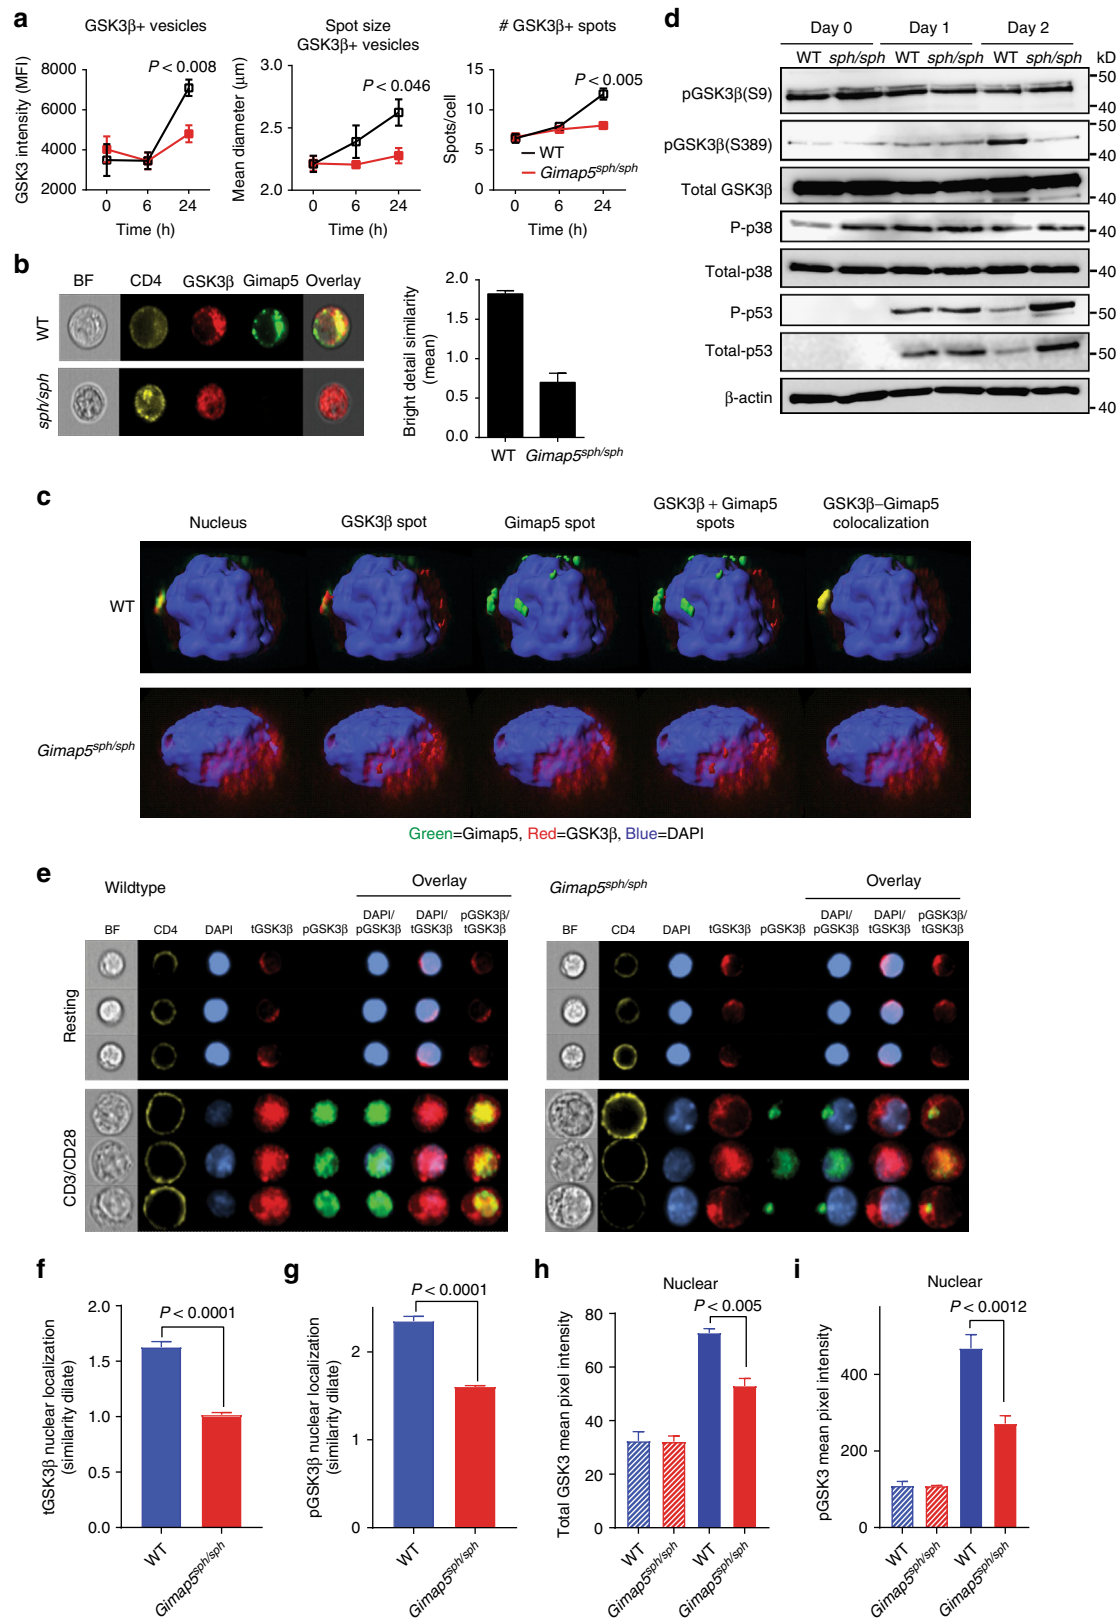 a
GSK3β+ vesicles
GSK3 intensity (MFI)
8000
6000
4000
2000
P < 0.008
0 6 24
Time (h)
Spot size
GSK3β+ vesicles
Mean diameter (μm)
3.0
2.5
2.0
P < 0.046
0 6 24
Time (h)
# GSK3β+ spots
Spots/cell
15
10
5
0
P < 0.005
WT
Gimap5sph/sph
0 6 24
Time (h)
b
BF CD4 GSK3β Gimap5 Overlay
WT
sph/sph
Bright detail similarity
(mean)
2.0
1.5
1.0
0.5
0.0
WT Gimap5sph/sph
d
Day 0 Day 1 Day 2
WT sph/sph WT sph/sph WT sph/sph kD
pGSK3β(S9)
50
40
pGSK3β(S389)
50
40
Total GSK3β
40
P-p38
40
Total-p38
40
P-p53
50
Total-p53
50
β-actin
40
c
Nucleus
GSK3β spot
Gimap5 spot
GSK3β + Gimap5
spots
GSK3β–Gimap5
colocalization
WT
Gimap5sph/sph
Green=Gimap5, Red=GSK3β, Blue=DAPI
e
Wildtype
Overlay
BF CD4 DAPI tGSK3β pGSK3β DAPI/
pGSK3β DAPI/
tGSK3β pGSK3β/
tGSK3β
Resting
CD3/CD28
Gimap5sph/sph
Overlay
BF CD4 DAPI tGSK3β pGSK3β DAPI/
pGSK3β DAPI/
tGSK3β pGSK3β/
tGSK3β
f
tGSK3β nuclear localization
(similarity dilate)
2.0
1.5
1.0
0.5
0.0
P < 0.0001
WT
Gimap5sph/sph
g
pGSK3β nuclear localization
(similarity dilate)
2
1
0
P < 0.0001
WT
Gimap5sph/sph
h
Nuclear
Total GSK3 mean pixel intensity
80
60
40
20
0
P < 0.005
WT
Gimap5sph/sph
WT
Gimap5sph/sph
i
Nuclear
pGSK3 mean pixel intensity
400
200
0
P < 0.0012
WT
Gimap5sph/sph
WT
Gimap5sph/sph